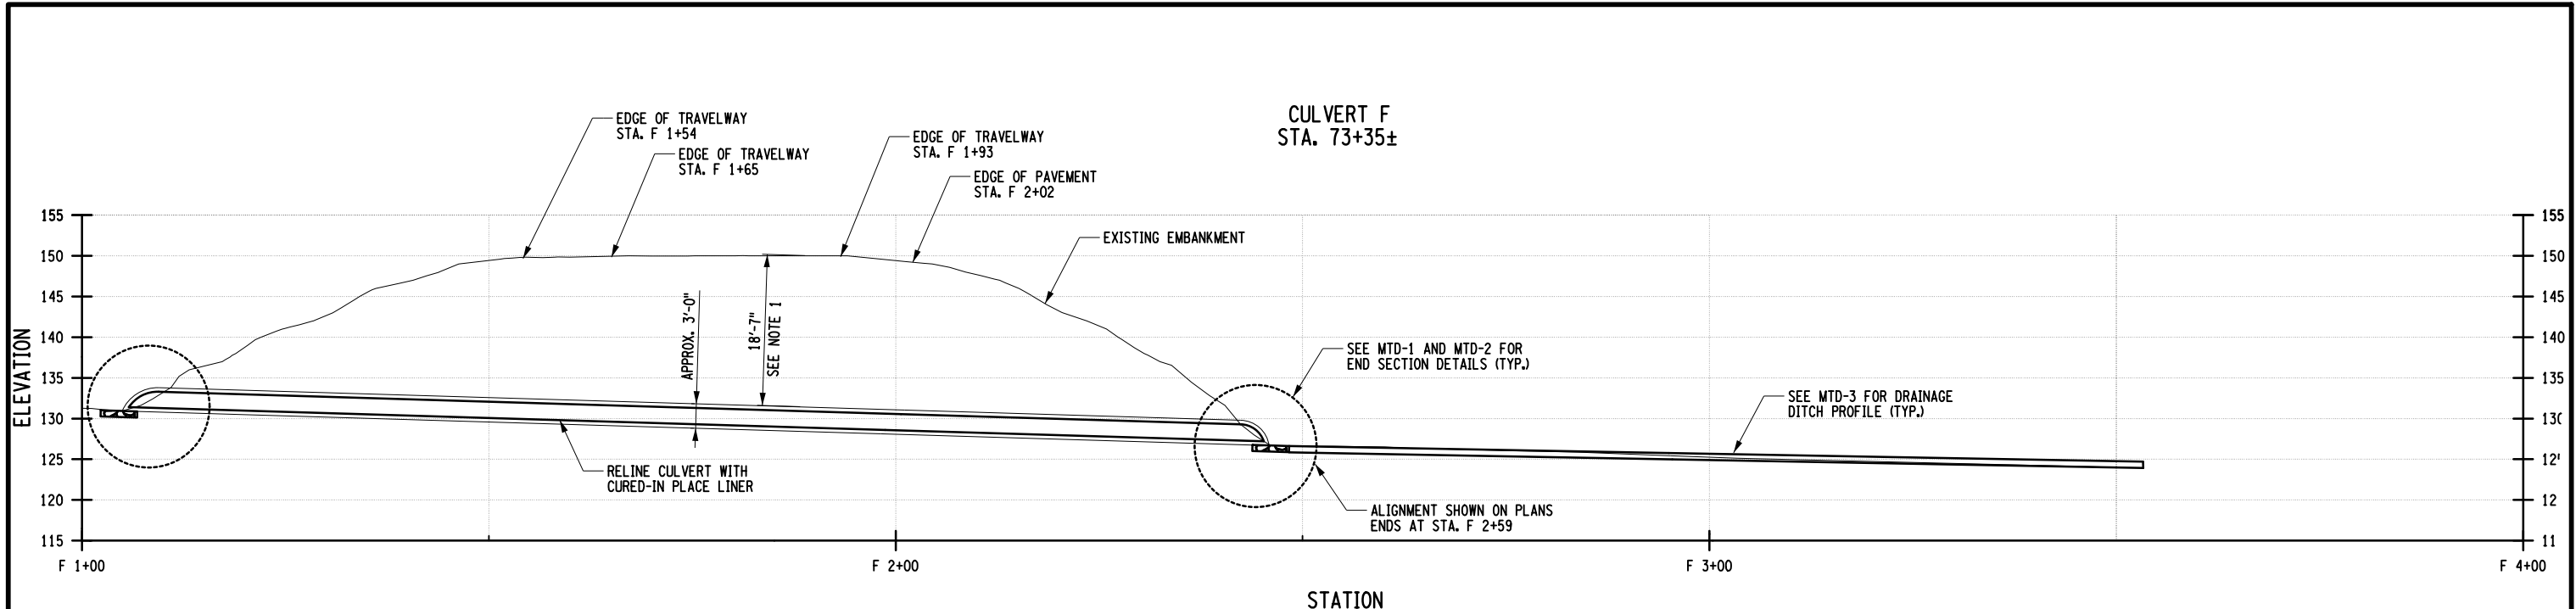 CULVERT F
STA. 73+35±
EDGE OF TRAVELWAY
STA. F 1+54
EDGE OF TRAVELWAY
STA. F 1+65
EDGE OF TRAVELWAY
STA. F 1+93
EDGE OF PAVEMENT
STA. F 2+02
EXISTING EMBANKMENT
155
150
145
140
135
130
125
120
115
ELEVATION
APPROX. 3'-0"
18'-7"
SEE NOTE 1
SEE MTD-1 AND MTD-2 FOR
END SECTION DETAILS (TYP.)
SEE MTD-3 FOR DRAINAGE
DITCH PROFILE (TYP.)
RELINE CULVERT WITH
CURED-IN PLACE LINER
ALIGNMENT SHOWN ON PLANS
ENDS AT STA. F 2+59
155
150
145
140
135
130
12'
12
11
F 1+00
F 2+00
F 3+00
F 4+00
STATION